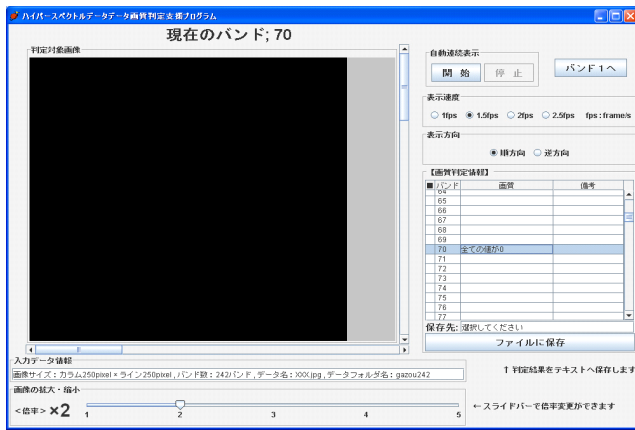 ハイパースペクトルデータデータ画質判定支援プログラム
現在のバンド; 70
判定対象画像
自動連続表示
開 始
停 止
バンド1へ
表示速度
1fps
1.5fps
2fps
2.5fps
fps : frame/s
表示方向
順方向
逆方向
【画質判定情報】
■ バンド 画質 備考
64
65
66
67
68
69
70 全ての値が0
71
72
73
74
75
76
77
保存先: 選択してください
ファイルに保存
入力データ情報
画像サイズ：カラム250pixel * ライン250pixel , バンド数：242バンド , データ名：XXX.jpg , データフォルダ名：gazou242
↑ 判定結果をテキストへ保存します
画像の拡大・縮小
<倍率> ×2
1 2 3 4 5
←スライドバーで倍率変更ができます